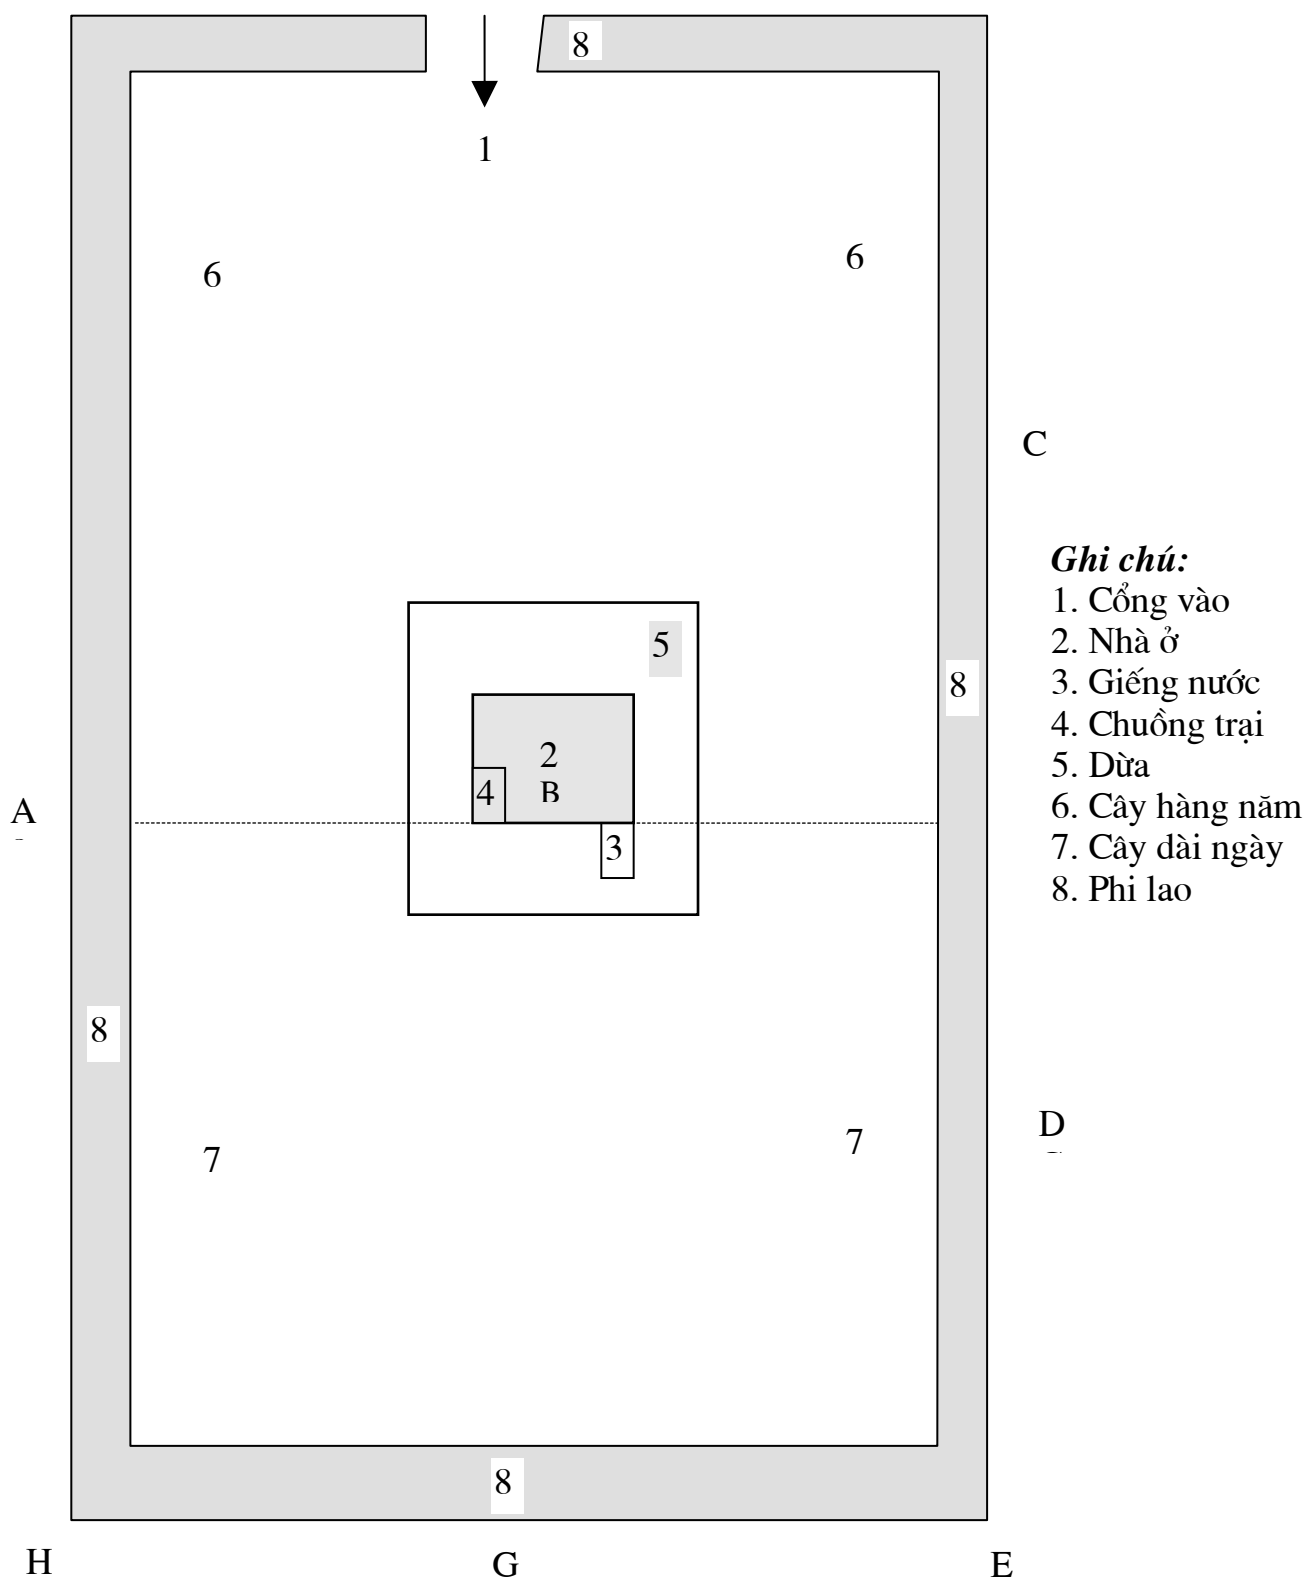 8
1
6
6
C
Ghi chú:
1. Cổng vào
2. Nhà ở
3. Giếng nước
4. Chuồng trại
5. Dừa
6. Cây hàng năm
7. Cây dài ngày
8. Phi lao
5
8
2
4
B
A
3
8
D
7
7
8
H
G
E